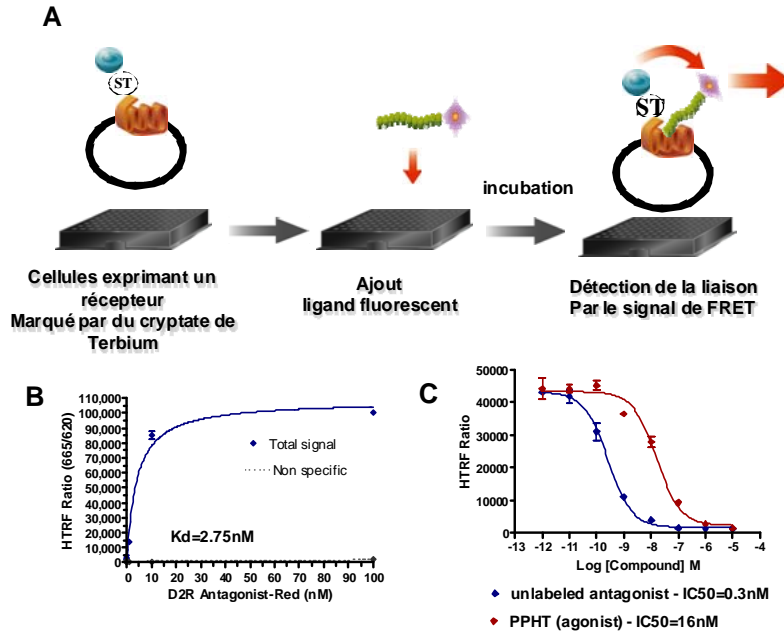 A
ST
ST
incubation
Cellules exprimant un
récepteur
Marqué par du cryptate de
Terbium
Ajout
ligand fluorescent
Détection de la liaison
Par le signal de FRET
B
HTRF Ratio (665/620)
110,000
100,000
90,000
80,000
70,000
60,000
50,000
40,000
30,000
20,000
10,000
0
Total signal
Non specific
Kd=2.75nM
0 10 20 30 40 50 60 70 80 90 100
D2R Antagonist-Red (nM)
C
HTRF Ratio
50000
40000
30000
20000
10000
0
-13 -12 -11 -10 -9 -8 -7 -6 -5 -4
Log [Compound] M
unlabeled antagonist - IC50=0.3nM
PPHT (agonist) - IC50=16nM